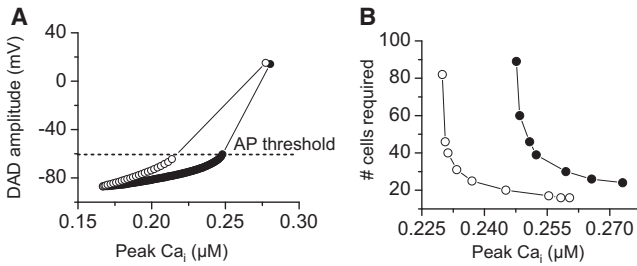 A
DAD amplitude (mV)
40
0
-40
-80
AP threshold
0.15 0.20 0.25 0.30
Peak Cai (µM)
B
# cells required
100
80
60
40
20
0.225 0.240 0.255 0.270
Peak Cai (µM)